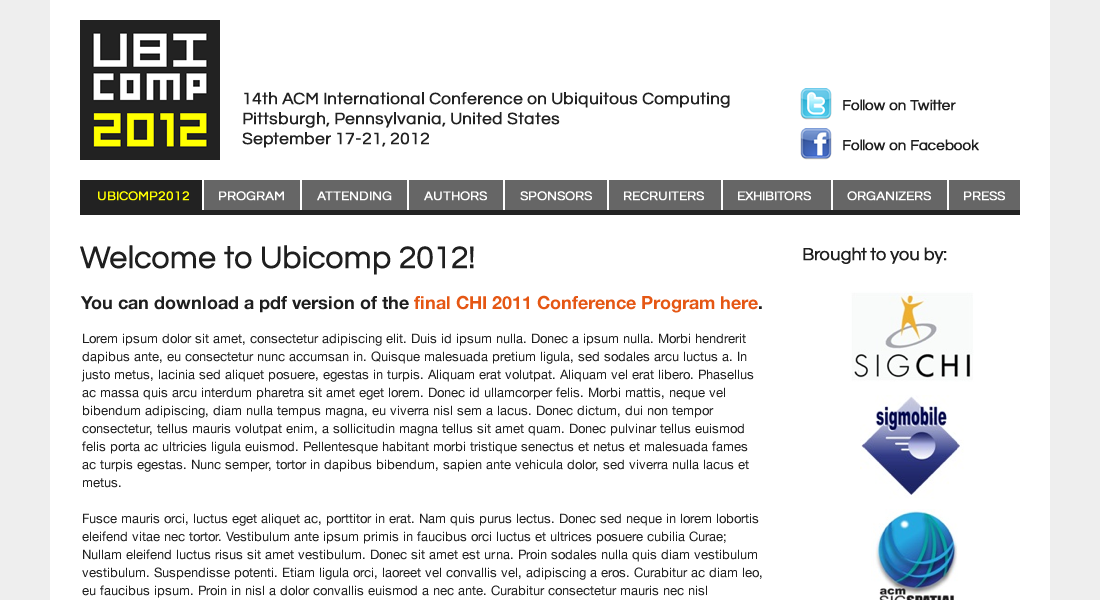 UBI
COMP
2012
14th ACM International Conference on Ubiquitous Computing
Pittsburgh, Pennsylvania, United States
September 17-21, 2012
Follow on Twitter
Follow on Facebook
UBICOMP2012 PROGRAM ATTENDING AUTHORS SPONSORS RECRUITERS EXHIBITORS ORGANIZERS PRESS
Welcome to Ubicomp 2012!
You can download a pdf version of the final CHI 2011 Conference Program here.
Lorem ipsum dolor sit amet, consectetur adipiscing elit. Duis id ipsum nulla. Donec a ipsum nulla. Morbi hendrerit
dapibus ante, eu consectetur nunc accumsan in. Quisque malesuada pretium ligula, sed sodales arcu luctus a. In
justo metus, lacinia sed aliquet posuere, egestas in turpis. Aliquam erat volutpat. Aliquam vel erat libero. Phasellus
ac massa quis arcu interdum pharetra sit amet eget lorem. Donec id ullamcorper felis. Morbi mattis, neque vel
bibendum adipiscing, diam nulla tempus magna, eu viverra nisl sem a lacus. Donec dictum, dui non tempor
consectetur, tellus mauris volutpat enim, a sollicitudin magna tellus sit amet quam. Donec pulvinar tellus euismod
felis porta ac ultricies ligula euismod. Pellentesque habitant morbi tristique senectus et netus et malesuada fames
ac turpis egestas. Nunc semper, tortor in dapibus bibendum, sapien ante vehicula dolor, sed viverra nulla lacus et
metus.
Fusce mauris orci, luctus eget aliquet ac, porttitor in erat. Nam quis purus lectus. Donec sed neque in lorem lobortis
eleifend vitae nec tortor. Vestibulum ante ipsum primis in faucibus orci luctus et ultrices posuere cubilia Curae;
Nullam eleifend luctus risus sit amet vestibulum. Donec sit amet est urna. Proin sodales nulla quis diam vestibulum
vestibulum. Suspendisse potenti. Etiam ligula orci, laoreet vel convallis vel, adipiscing a eros. Curabitur ac diam leo,
eu faucibus ipsum. Proin in nisl a dolor convallis euismod a nec ante. Curabitur consectetur mauris nec nisl
Brought to you by:
SIGCHI
sigmobile
acm
SIGSPATIAL